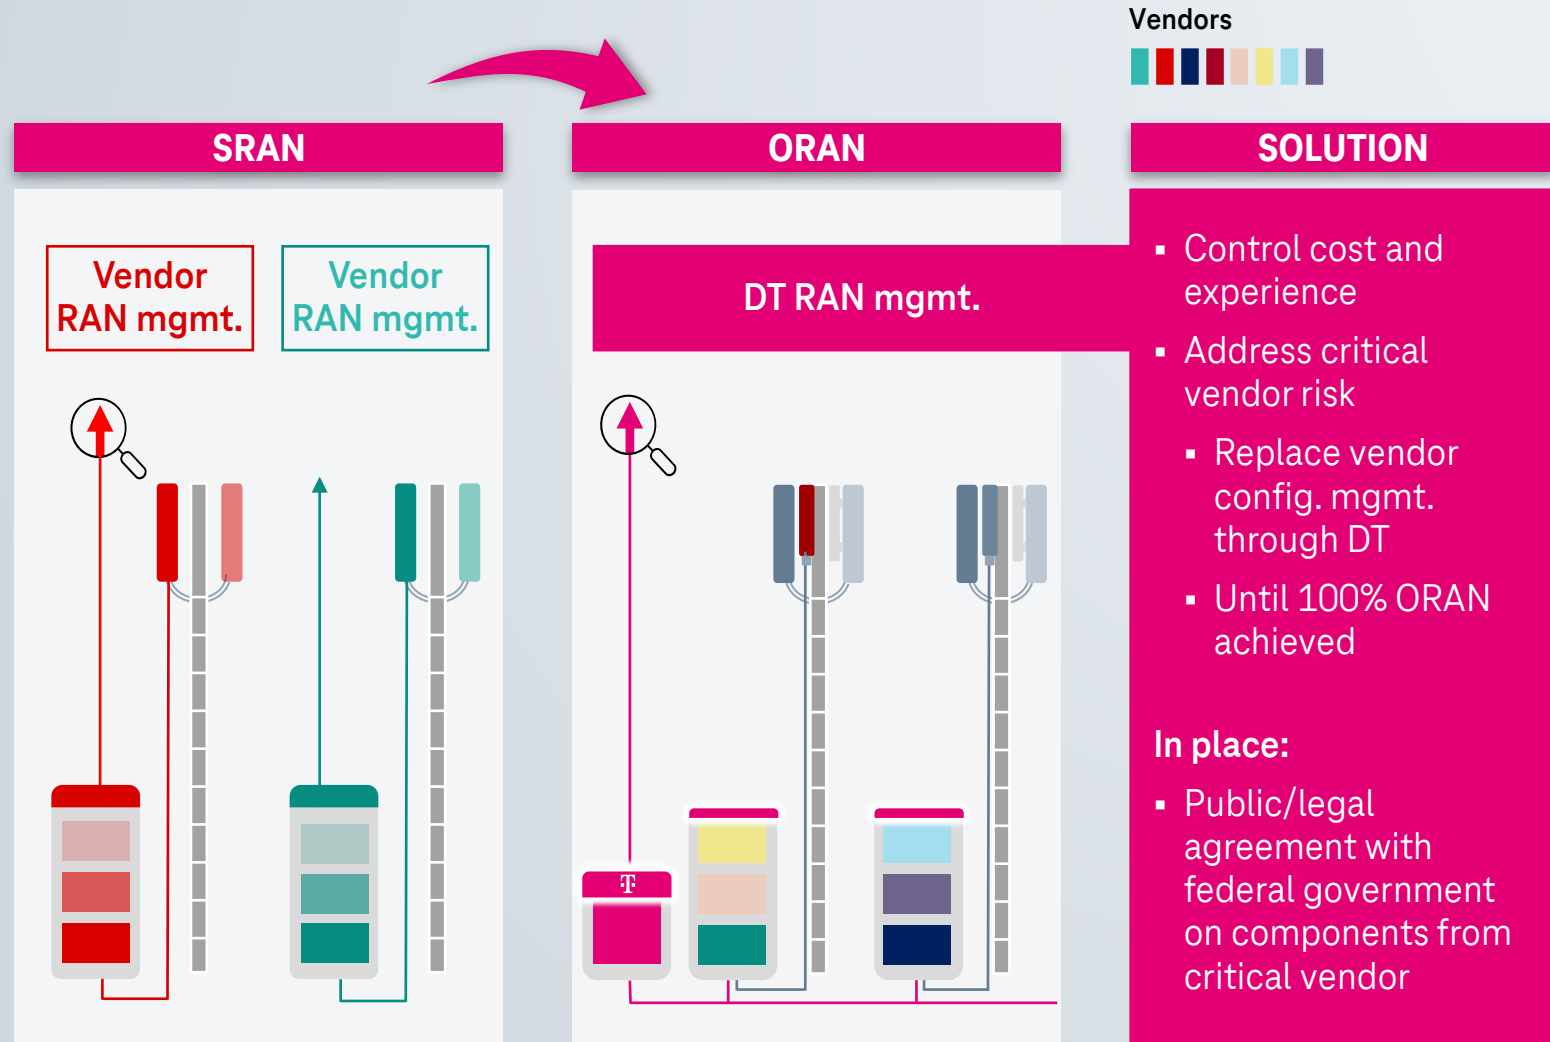 Vendors
SRAN
ORAN
SOLUTION
Vendor
RAN mgmt.
Vendor
RAN mgmt.
DT RAN mgmt.
T
▪ Control cost and
experience
▪ Address critical
vendor risk
▪ Replace vendor
config. mgmt.
through DT
▪ Until 100% ORAN
achieved
In place:
▪ Public/legal
agreement with
federal government
on components from
critical vendor